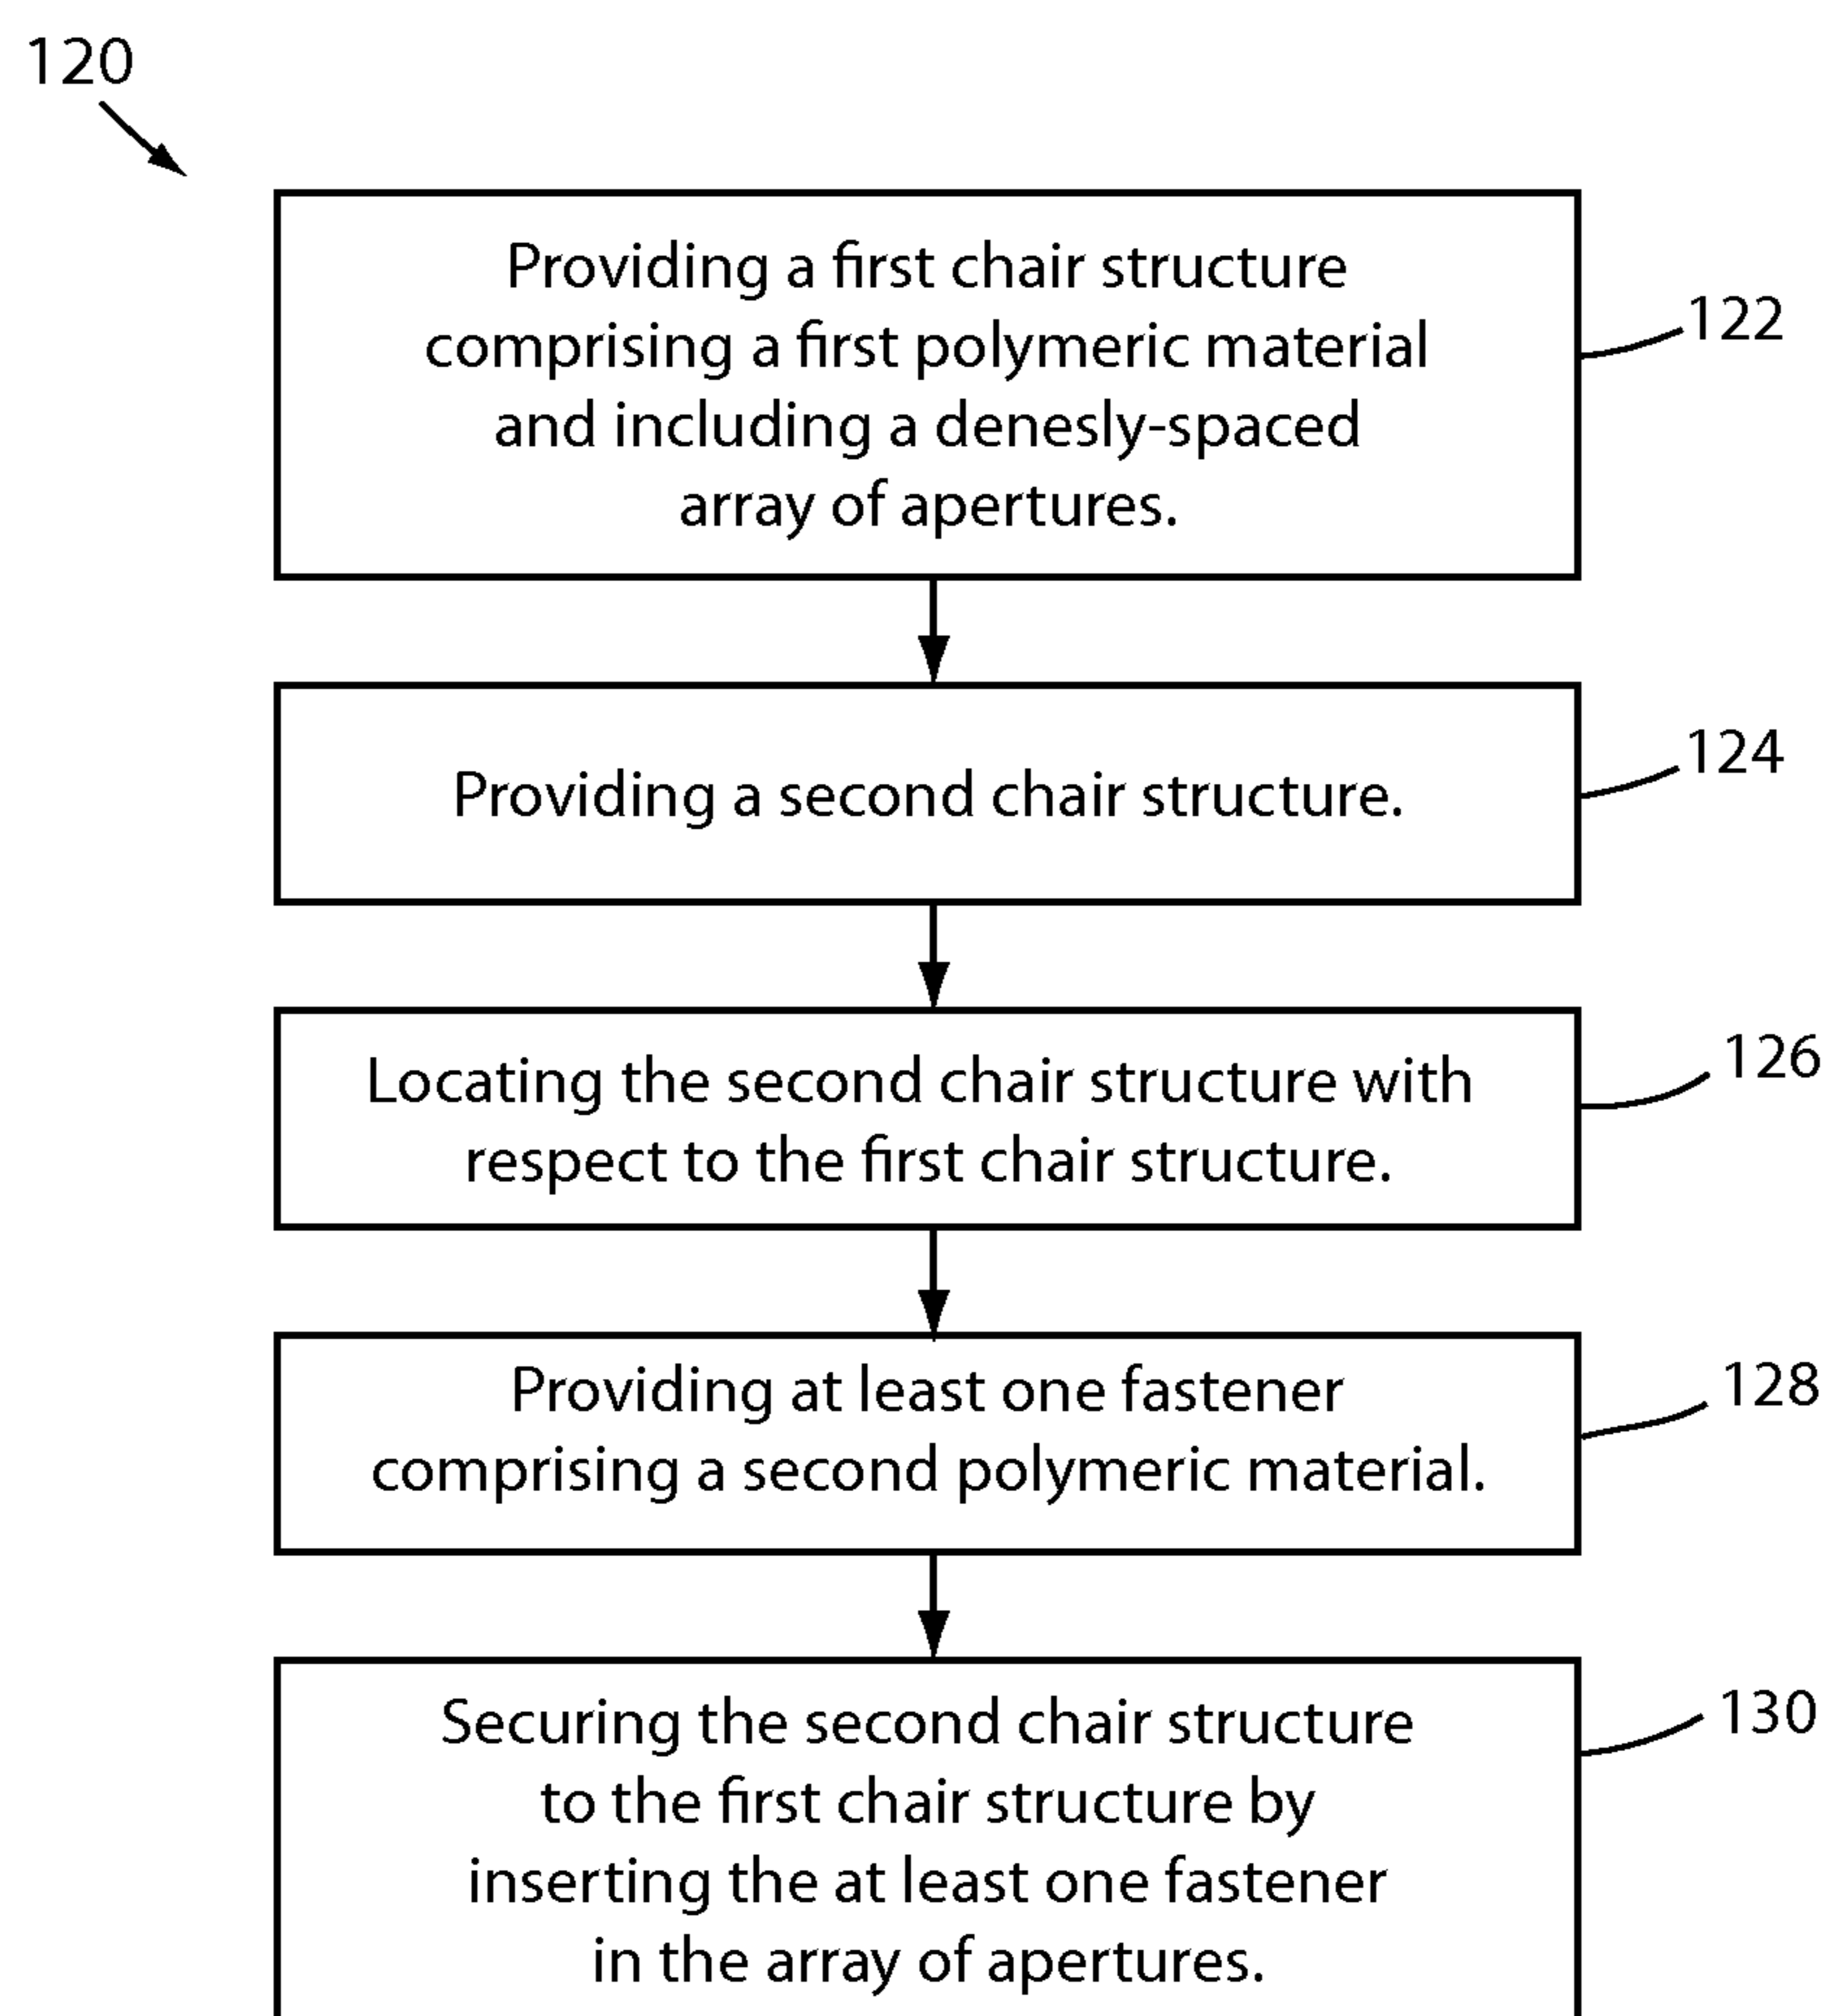 120
Providing a first chair structure
comprising a first polymeric material
and including a denesly-spaced
array of apertures.
122
Providing a second chair structure.
124
Locating the second chair structure with
respect to the first chair structure.
126
Providing at least one fastener
comprising a second polymeric material.
128
Securing the second chair structure
to the first chair structure by
inserting the at least one fastener
in the array of apertures.
130